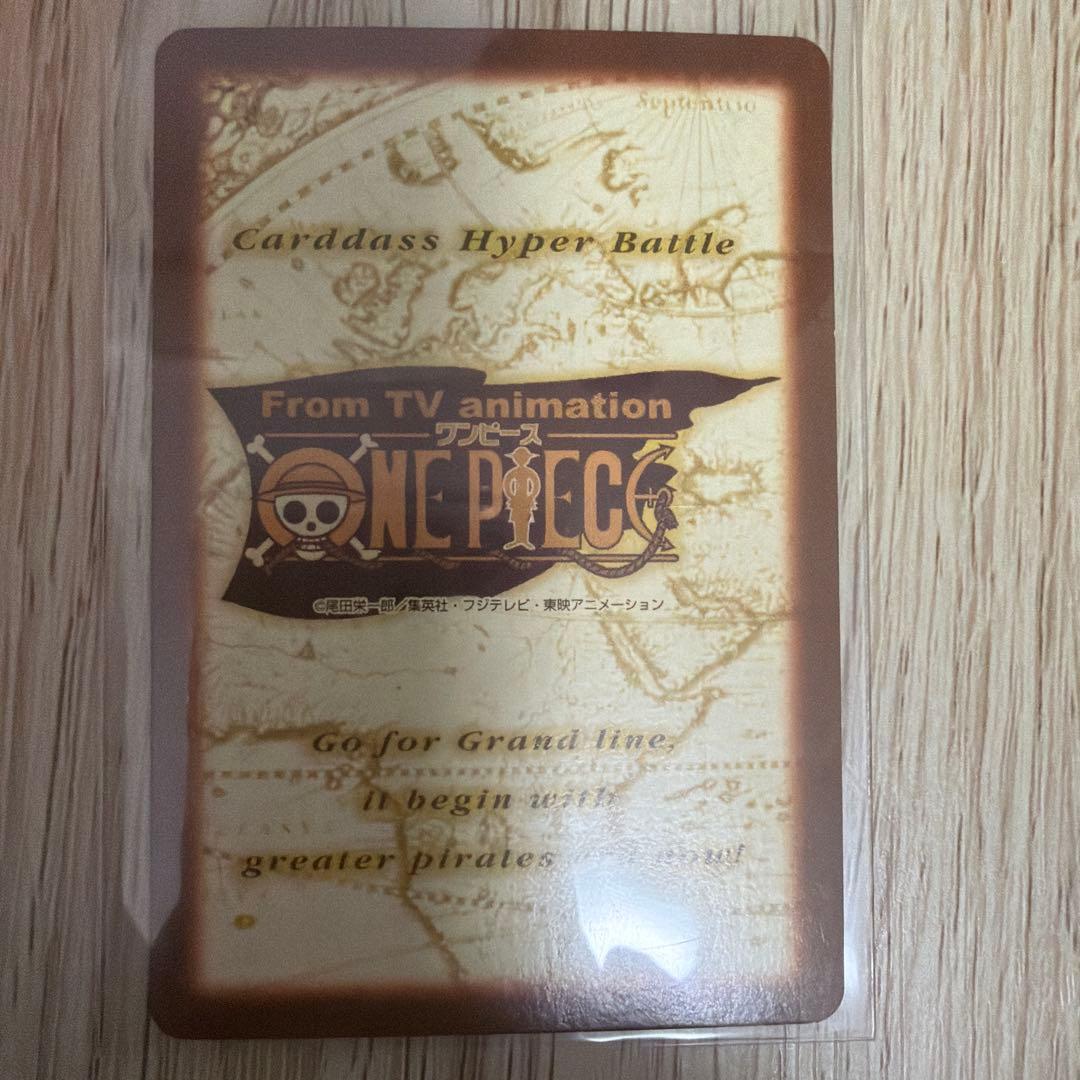 Septentrio
Carddass Hyper Battle
From TV animation
ワンピース
ONE PIECE
©尾田栄一郎/集英社・フジテレビ・東映アニメーション
Go for Grand line,
it begin with
greater pirates now!